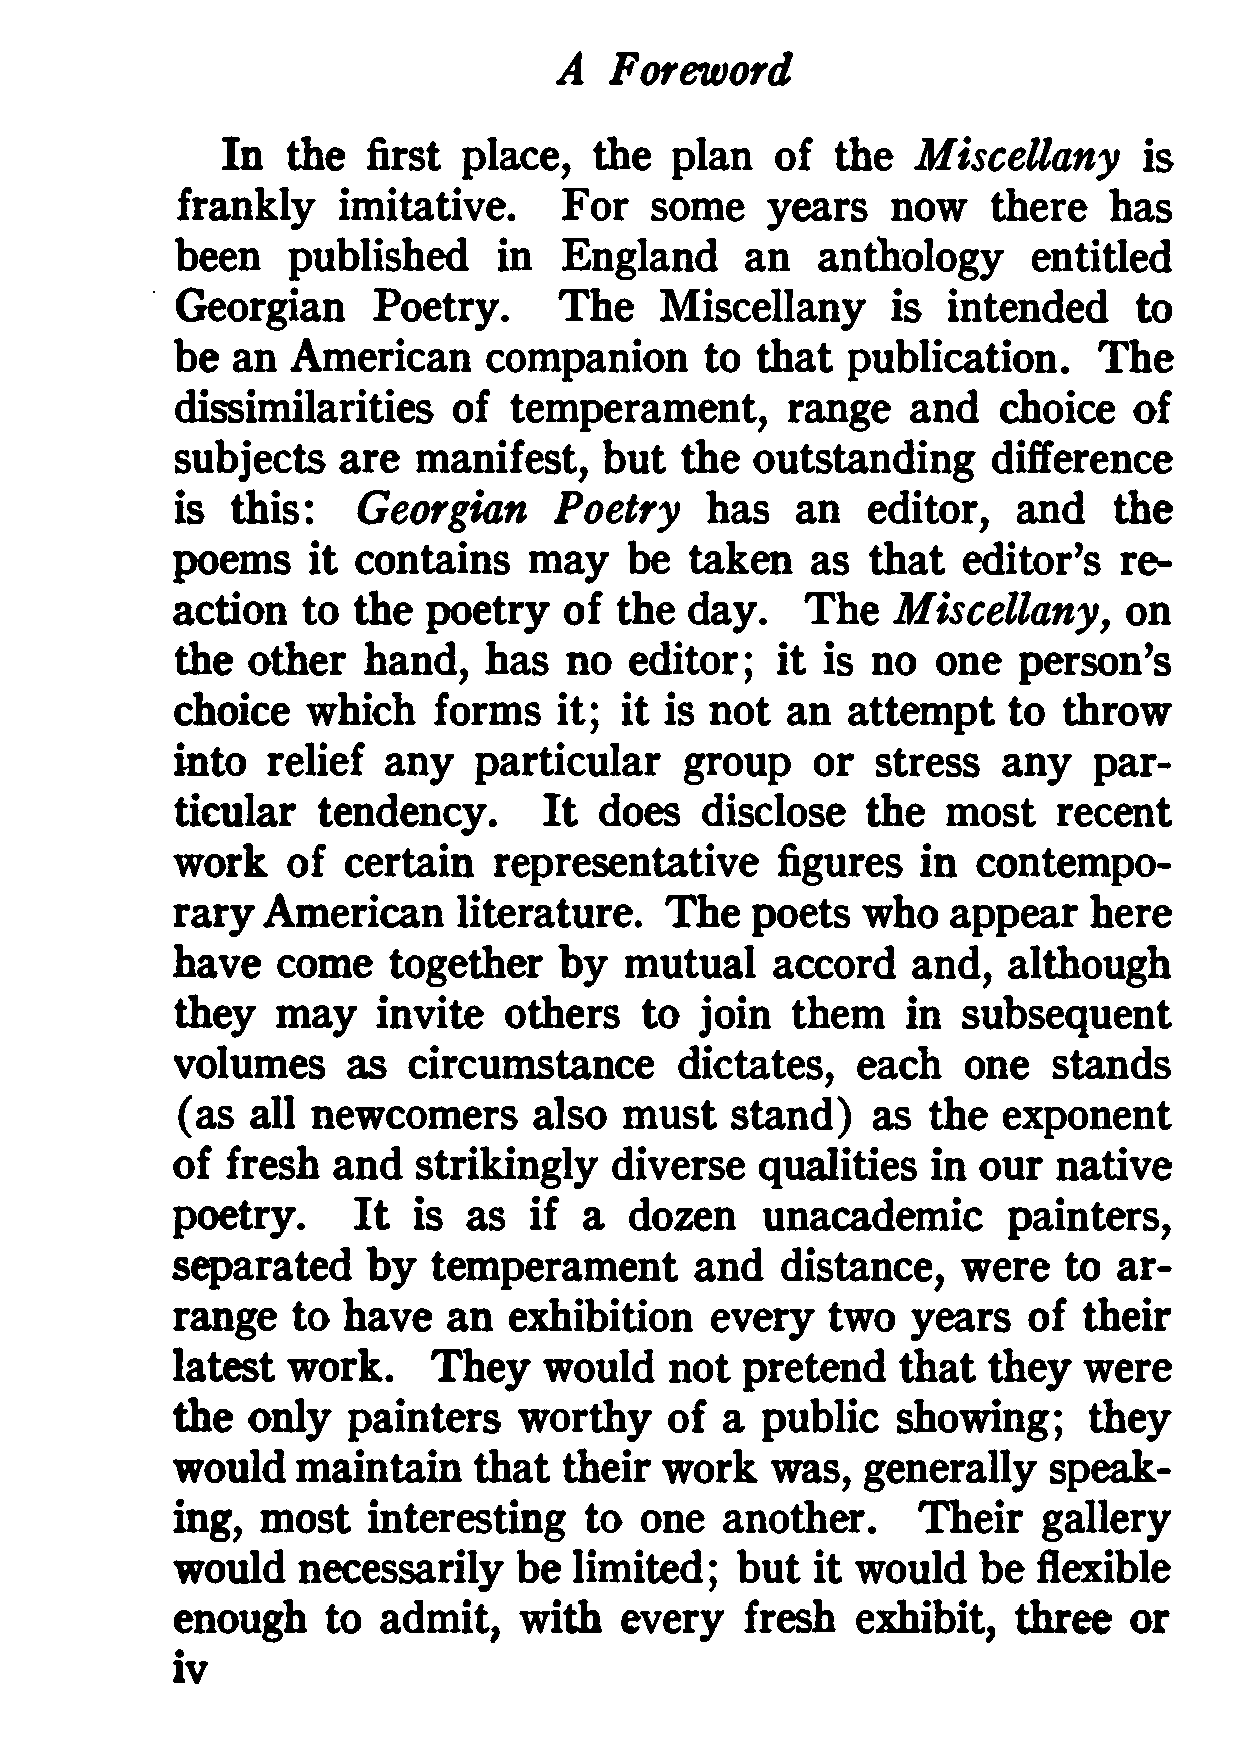 A Foreword
In the first place, the plan of the Miscellany is
frankly imitative. For some years now there has
been published in England an anthology entitled
Georgian Poetry. The Miscellany is intended to
be an American companion to that publication. The
dissimilarities of temperament, range and choice of
subjects are manifest, but the outstanding difference
is this: Georgian Poetry has an editor, and the
poems it contains may be taken as that editor's re-
action to the poetry of the day. The Miscellany, on
the other hand, has no editor; it is no one person's
choice which forms it; it is not an attempt to throw
into relief any particular group or stress any par-
ticular tendency. It does disclose the most recent
work of certain representative figures in contempo-
rary American literature. The poets who appear here
have come together by mutual accord and, although
they may invite others to join them in subsequent
volumes as circumstance dictates, each one stands
(as all newcomers also must stand) as the exponent
of fresh and strikingly diverse qualities in our native
poetry. It is as if a dozen unacademic painters,
separated by temperament and distance, were to ar-
range to have an exhibition every two years of their
latest work. They would not pretend that they were
the only painters worthy of a public showing; they
would maintain that their work was, generally speak-
ing, most interesting to one another. Their gallery
would necessarily be limited; but it would be flexible
enough to admit, with every fresh exhibit, three or
iv